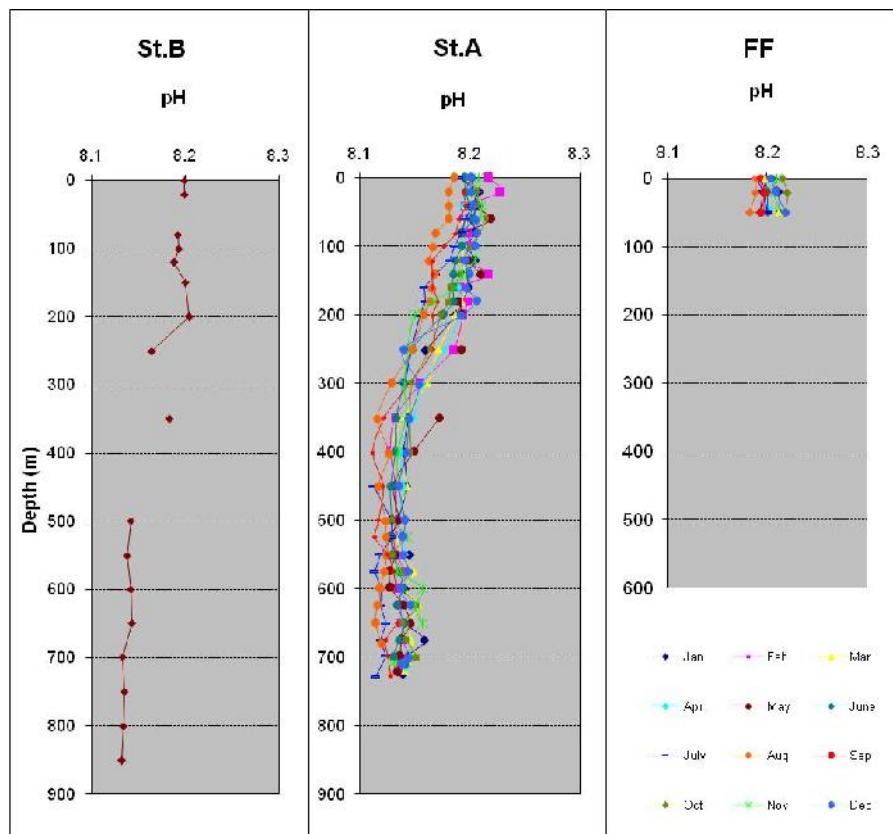 St.B
pH
8.1 8.2 8.3
0
100
200
300
400
500
600
700
800
900
Depth (m)
St.A
pH
8.1 8.2 8.3
0
100
200
300
400
500
600
700
800
900
FF
pH
8.1 8.2 8.3
0
100
200
300
400
500
600
Jan Feb Mar
Apr May June
July Aug Sep
Oct Nov Dec